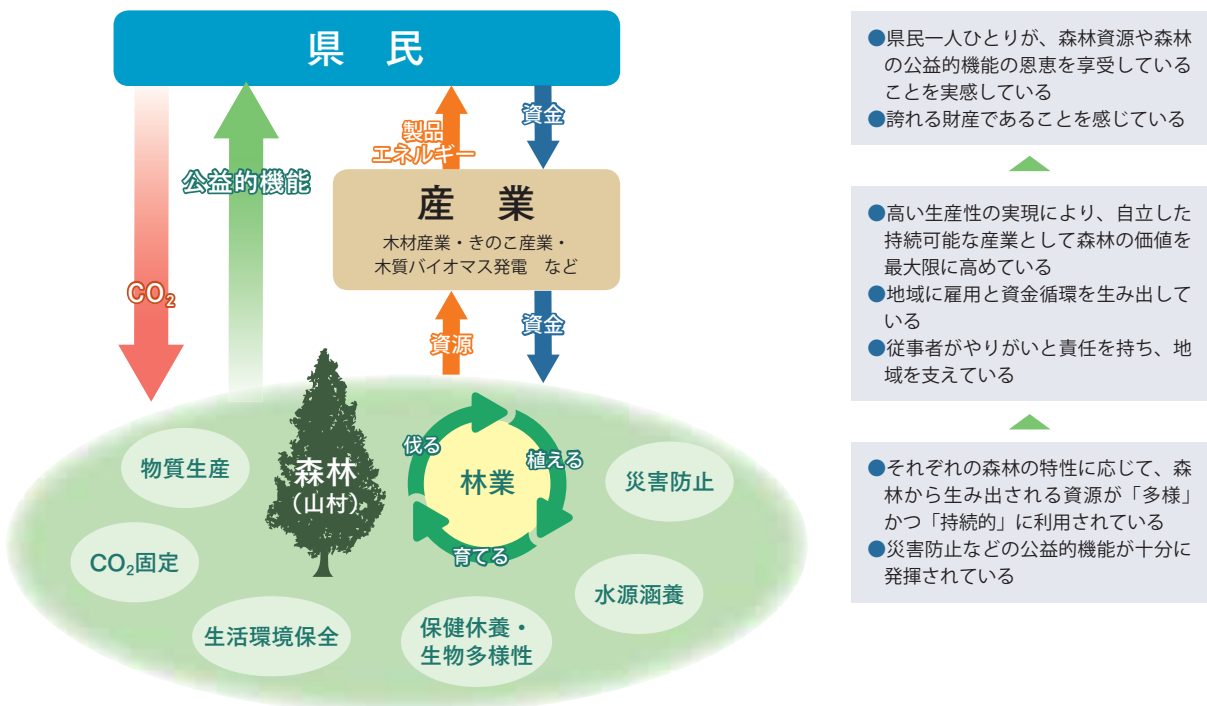 県 民
公益的機能
CO₂
製品
エネルギー
資金
産 業
木材産業・きのこ産業・
木質バイオマス発電 など
資源
資金
森林
（山村）
林業
伐る
植える
育てる
物質生産
CO₂固定
生活環境保全
保健休養・
生物多様性
水源涵養
災害防止
●県民一人ひとりが、森林資源や森林
の公益的機能の恩恵を享受している
ことを実感している
●誇れる財産であることを感じている
●高い生産性の実現により、自立した
持続可能な産業として森林の価値を
最大限に高めている
●地域に雇用と資金循環を生み出して
いる
●従事者がやりがいと責任を持ち、地
域を支えている
●それぞれの森林の特性に応じて、森
林から生み出される資源が「多様」
かつ「持続的」に利用されている
●災害防止などの公益的機能が十分に
発揮されている